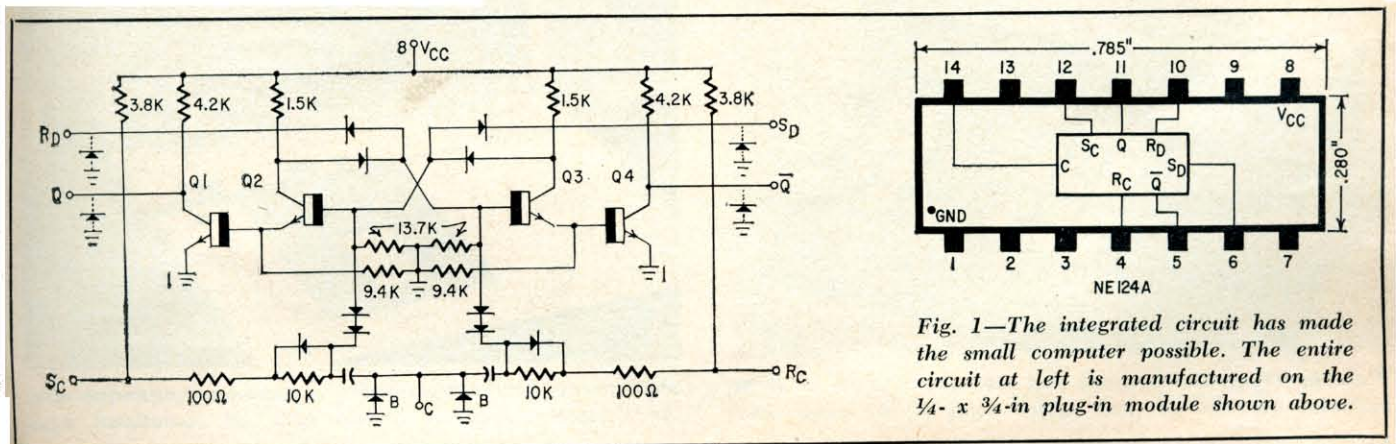 8 VCC
3.8K 4.2K 1.5K 1.5K 4.2K 3.8K
RD SD
Q Q1 Q2 Q3 Q4 Q̅
13.7K
1 1
9.4K 9.4K
SC 100Ω 10K B C B 10K 100Ω RC
.785"
14 13 12 11 10 9 8
VCC
SC Q RD
C SD
RC Q̅
.280"
GND
1 2 3 4 5 6 7
NE124A
Fig. 1—The integrated circuit has made
the small computer possible. The entire
circuit at left is manufactured on the
¼- x ¾-in plug-in module shown above.